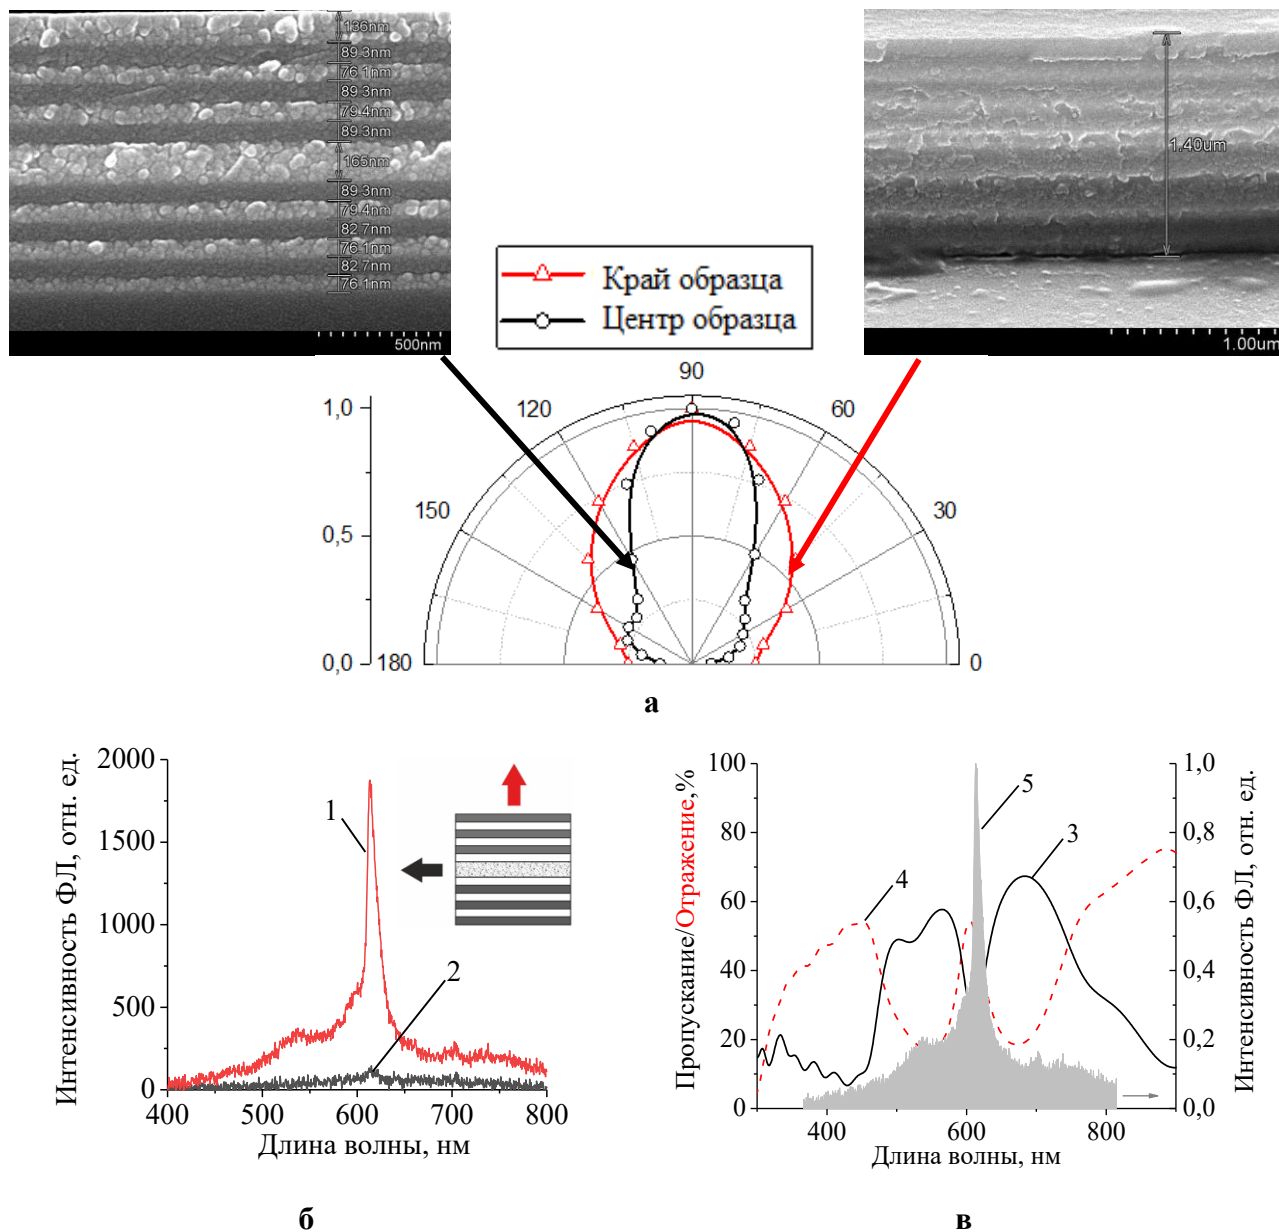 136nm
89.3nm
76.1nm
89.3nm
79.4nm
89.3nm
165nm
89.3nm
79.4nm
82.7nm
76.1nm
82.7nm
76.1nm
500nm
1.40um
1.00um
Край образца
Центр образца
90
120
60
150
30
180
0
1,0
0,5
0,0
а
Интенсивность ФЛ, отн. ед.
2000
1500
1000
500
0
400
500
600
700
800
Длина волны, нм
1
2
б
Пропускание/Отражение,%
100
80
60
40
20
0
400
600
800
Длина волны, нм
1,0
0,8
0,6
0,4
0,2
0,0
Интенсивность ФЛ, отн. ед.
5
3
4
в